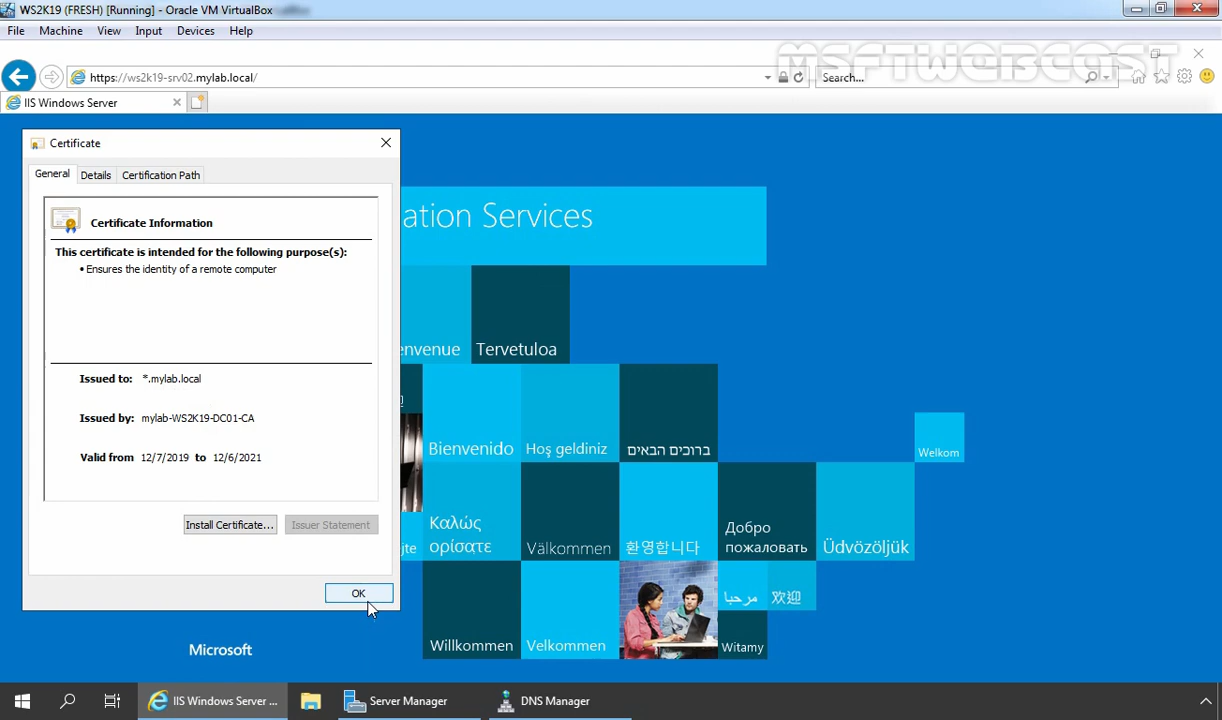 WS2K19 (FRESH) [Running] - Oracle VM VirtualBox
File Machine View Input Devices Help
MSFTWEBCAST
https://ws2k19-srv02.mylab.local/
Search...
IIS Windows Server
Certificate
General Details Certification Path
Certificate Information
This certificate is intended for the following purpose(s):
• Ensures the identity of a remote computer
Issued to: *.mylab.local
Issued by: mylab-WS2K19-DC01-CA
Valid from 12/7/2019 to 12/6/2021
Install Certificate... Issuer Statement
OK
ation Services
envenue Tervetuloa
Bienvenido Hoş geldiniz ברוכים הבאים Welkom
Καλώς
ορίσατε
Välkommen 환영합니다
Добро
пожаловать
Üdvözöljük
مرحبا 欢迎
Willkommen Velkommen Witamy
Microsoft
IIS Windows Server ... Server Manager DNS Manager